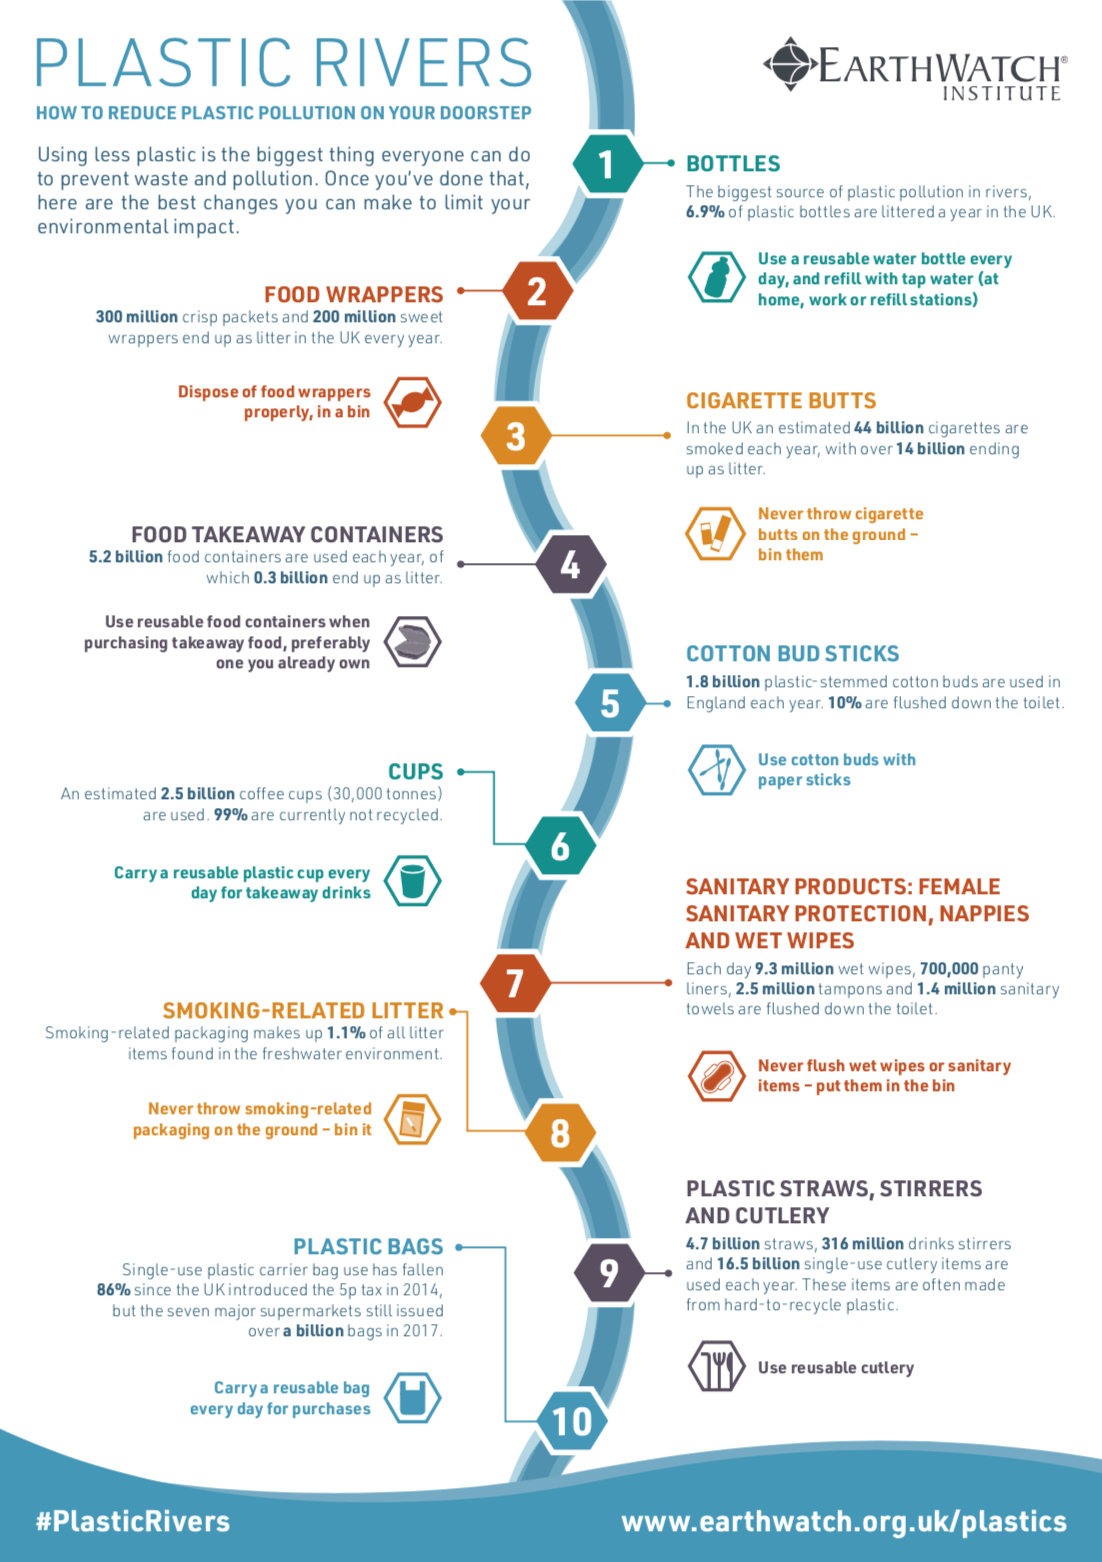 PLASTIC RIVERS
HOW TO REDUCE PLASTIC POLLUTION ON YOUR DOORSTEP
Using less plastic is the biggest thing everyone can do
to prevent waste and pollution. Once you've done that,
here are the best changes you can make to limit your
environmental impact.
EARTHWATCH®
INSTITUTE
1
BOTTLES
The biggest source of plastic pollution in rivers,
6.9% of plastic bottles are littered a year in the UK.
Use a reusable water bottle every
day, and refill with tap water (at
home, work or refill stations)
2
FOOD WRAPPERS
300 million crisp packets and 200 million sweet
wrappers end up as litter in the UK every year.
Dispose of food wrappers
properly, in a bin
3
CIGARETTE BUTTS
In the UK an estimated 44 billion cigarettes are
smoked each year, with over 14 billion ending
up as litter.
Never throw cigarette
butts on the ground –
bin them
4
FOOD TAKEAWAY CONTAINERS
5.2 billion food containers are used each year, of
which 0.3 billion end up as litter.
Use reusable food containers when
purchasing takeaway food, preferably
one you already own
5
COTTON BUD STICKS
1.8 billion plastic-stemmed cotton buds are used in
England each year. 10% are flushed down the toilet.
Use cotton buds with
paper sticks
6
CUPS
An estimated 2.5 billion coffee cups (30,000 tonnes)
are used. 99% are currently not recycled.
Carry a reusable plastic cup every
day for takeaway drinks
7
SANITARY PRODUCTS: FEMALE
SANITARY PROTECTION, NAPPIES
AND WET WIPES
Each day 9.3 million wet wipes, 700,000 panty
liners, 2.5 million tampons and 1.4 million sanitary
towels are flushed down the toilet.
Never flush wet wipes or sanitary
items – put them in the bin
8
SMOKING-RELATED LITTER
Smoking-related packaging makes up 1.1% of all litter
items found in the freshwater environment.
Never throw smoking-related
packaging on the ground – bin it
9
PLASTIC STRAWS, STIRRERS
AND CUTLERY
4.7 billion straws, 316 million drinks stirrers
and 16.5 billion single-use cutlery items are
used each year. These items are often made
from hard-to-recycle plastic.
Use reusable cutlery
10
PLASTIC BAGS
Single-use plastic carrier bag use has fallen
86% since the UK introduced the 5p tax in 2014,
but the seven major supermarkets still issued
over a billion bags in 2017.
Carry a reusable bag
every day for purchases
#PlasticRivers
www.earthwatch.org.uk/plastics